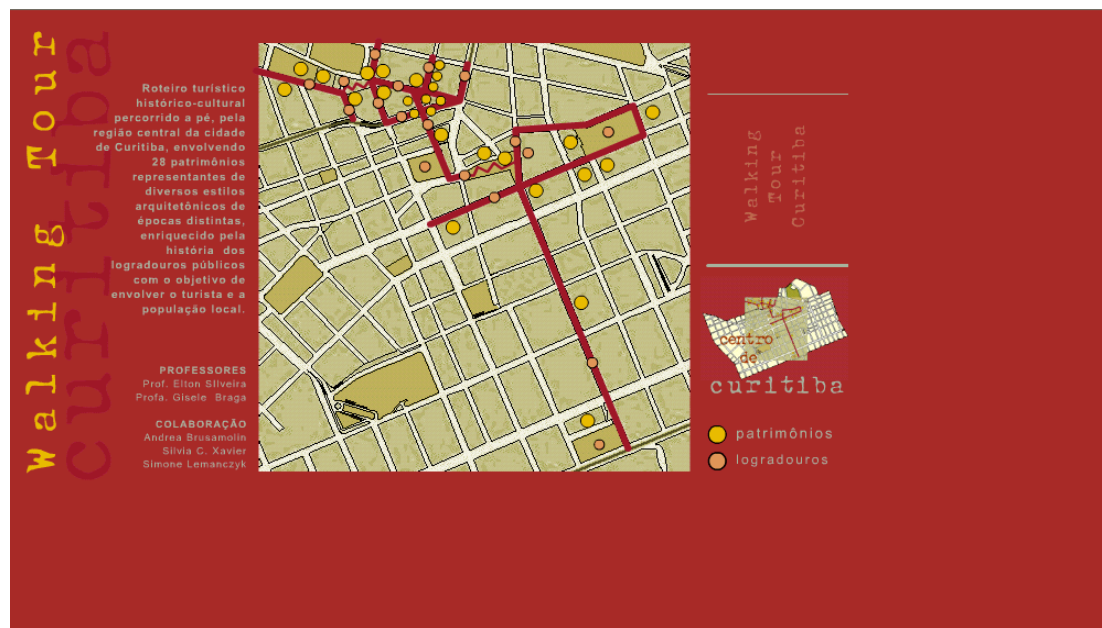 Walking Tour
curitiba
Roteiro turístico
histórico-cultural
percorrido a pé, pela
região central da cidade
de Curitiba, envolvendo
28 patrimônios
representantes de
diversos estilos
arquitetônicos de
épocas distintas,
enriquecido pela
história dos
logradouros públicos
com o objetivo de
envolver o turista e a
população local.
PROFESSORES
Prof. Elton SIlveira
Profa. Gisele Braga
COLABORAÇÃO
Andrea Brusamolin
Silvia C. Xavier
Simone Lemanczyk
Walking
Tour
Curitiba
centro
de
curitiba
patrimônios
logradouros